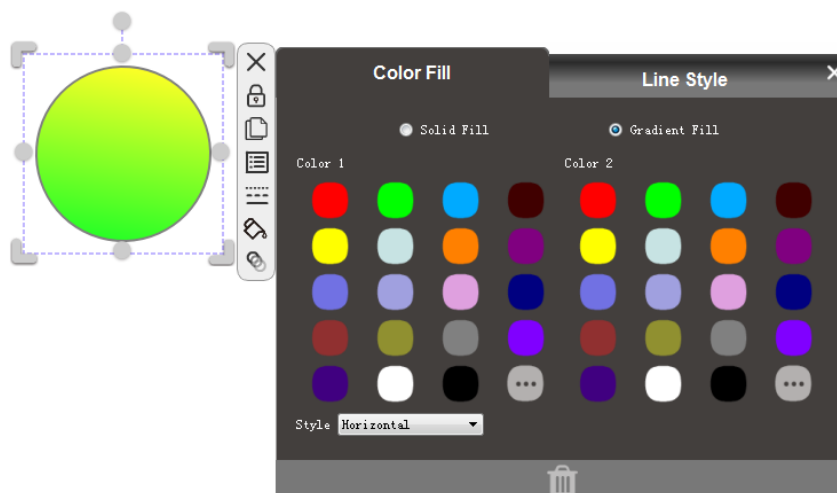 Color Fill
Line Style
Solid Fill
Gradient Fill
Color 1
Color 2
Style
Horizontal